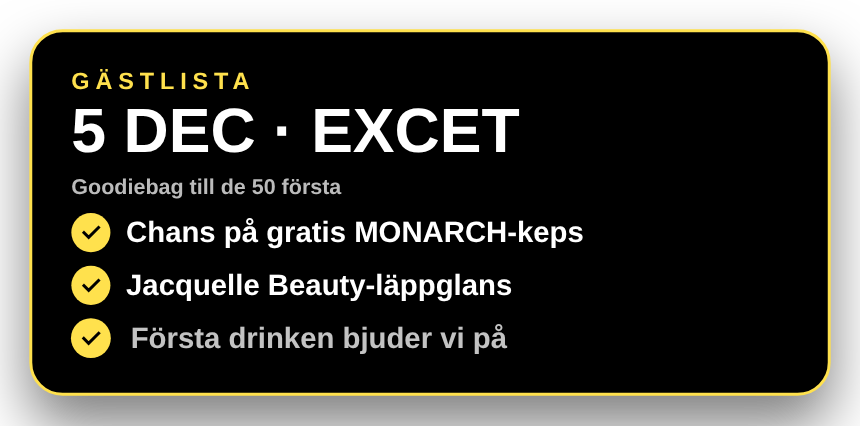 GÄSTLISTA
5 DEC · EXCET
Goodiebag till de 50 första
Chans på gratis MONARCH-keps
Jacquelle Beauty-läppglans
Första drinken bjuder vi på